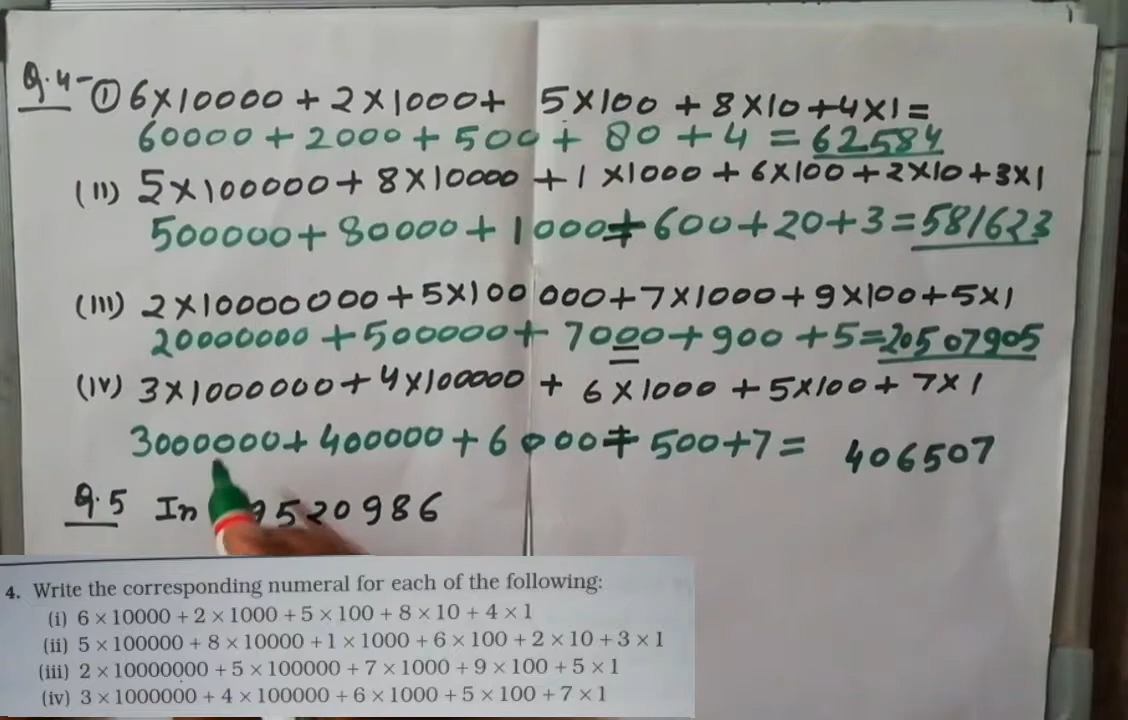 Q.4- ① 6×10000 + 2×1000+ 5×100 + 8×10+4×1=
60000 + 2000 + 500 + 80 + 4 = 62584
(II) 5×100000+ 8×10000 +1×1000 + 6×100+2×10+3×1
500000+ 80000+ 1000+600+20+3=581623
(III) 2×10000000+5×100000+7×1000+9×100+5×1
20000000 +500000+ 7000+900 +5=20507905
(IV) 3×1000000+4×100000 + 6×1000 +5×100+ 7×1
3000000+ 400000+6000+ 500+7= 406507
Q.5 In 9520986
4. Write the corresponding numeral for each of the following:
(i) 6 × 10000 + 2 × 1000 + 5 × 100 + 8 × 10 + 4 × 1
(ii) 5 × 100000 + 8 × 10000 + 1 × 1000 + 6 × 100 + 2 × 10 + 3 × 1
(iii) 2 × 10000000 + 5 × 100000 + 7 × 1000 + 9 × 100 + 5 × 1
(iv) 3 × 1000000 + 4 × 100000 + 6 × 1000 + 5 × 100 + 7 × 1